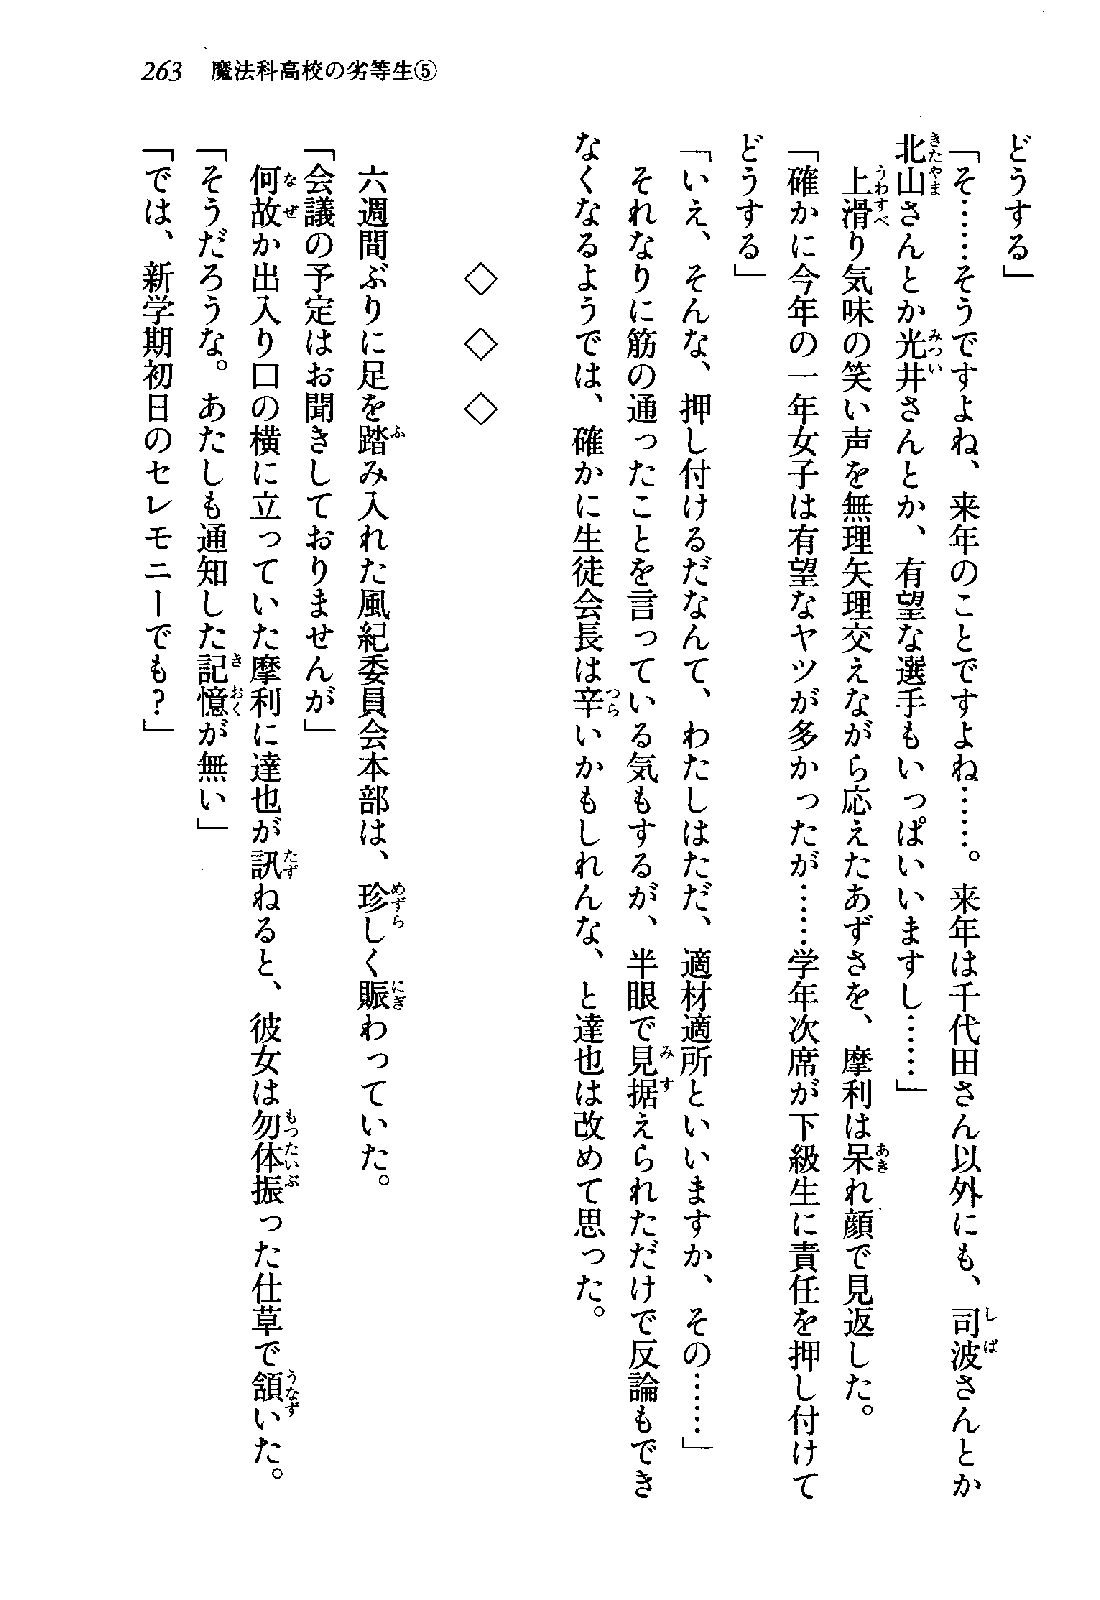 263　魔法科高校の劣等生⑤
どうする」
「そ……そうですよね、来年のことですよね……。来年は千代田さん以外にも、司波さんとか
北山さんとか光井さんとか、有望な選手もいっぱいいますし……」
　上滑り気味の笑い声を無理矢理交えながら応えたあずさを、摩利は呆れ顔で見返した。
「確かに今年の一年女子は有望なヤツが多かったが……学年次席が下級生に責任を押し付けて
どうする」
「いえ、そんな、押し付けるだなんて、わたしはただ、適材適所といいますか、その……」
　それなりに筋の通ったことを言っている気もするが、半眼で見据えられただけで反論もでき
なくなるようでは、確かに生徒会長は辛いかもしれんな、と達也は改めて思った。
◇　◇　◇
　六週間ぶりに足を踏み入れた風紀委員会本部は、珍しく賑わっていた。
「会議の予定はお聞きしておりませんが」
　何故か出入り口の横に立っていた摩利に達也が訊ねると、彼女は勿体振った仕草で頷いた。
「そうだろうな。あたしも通知した記憶が無い」
「では、新学期初日のセレモニーでも？」